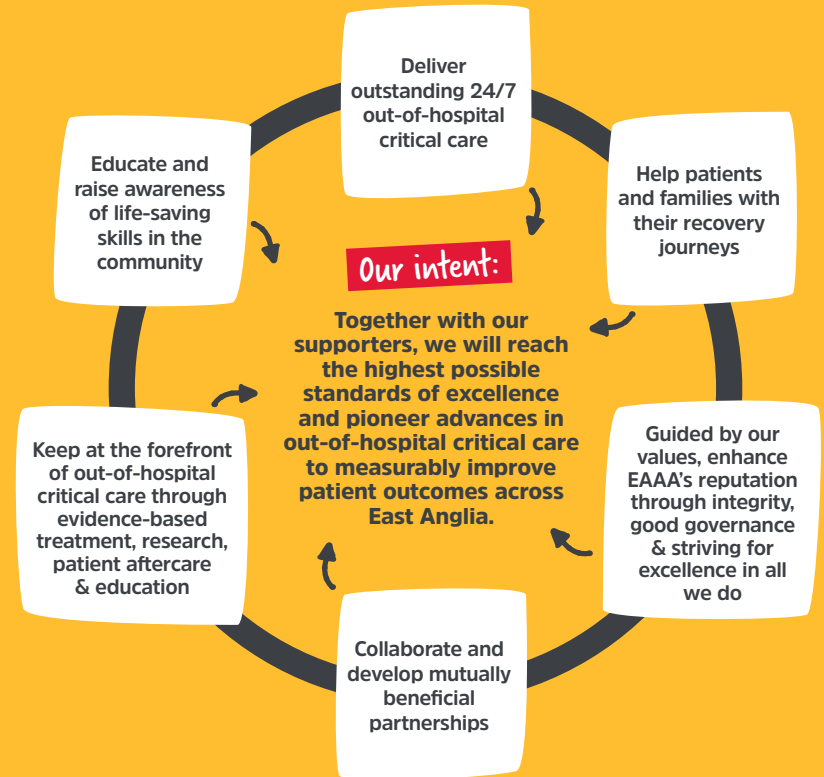 Deliver
outstanding 24/7
out-of-hospital
critical care
Help patients
and families with
their recovery
journeys
Guided by our
values, enhance
EAAA's reputation
through integrity,
good governance
& striving for
excellence in all
we do
Collaborate and
develop mutually
beneficial
partnerships
Keep at the forefront
of out-of-hospital
critical care through
evidence-based
treatment, research,
patient aftercare
& education
Educate and
raise awareness
of life-saving
skills in the
community
Our intent:
Together with our
supporters, we will reach
the highest possible
standards of excellence
and pioneer advances in
out-of-hospital critical care
to measurably improve
patient outcomes across
East Anglia.